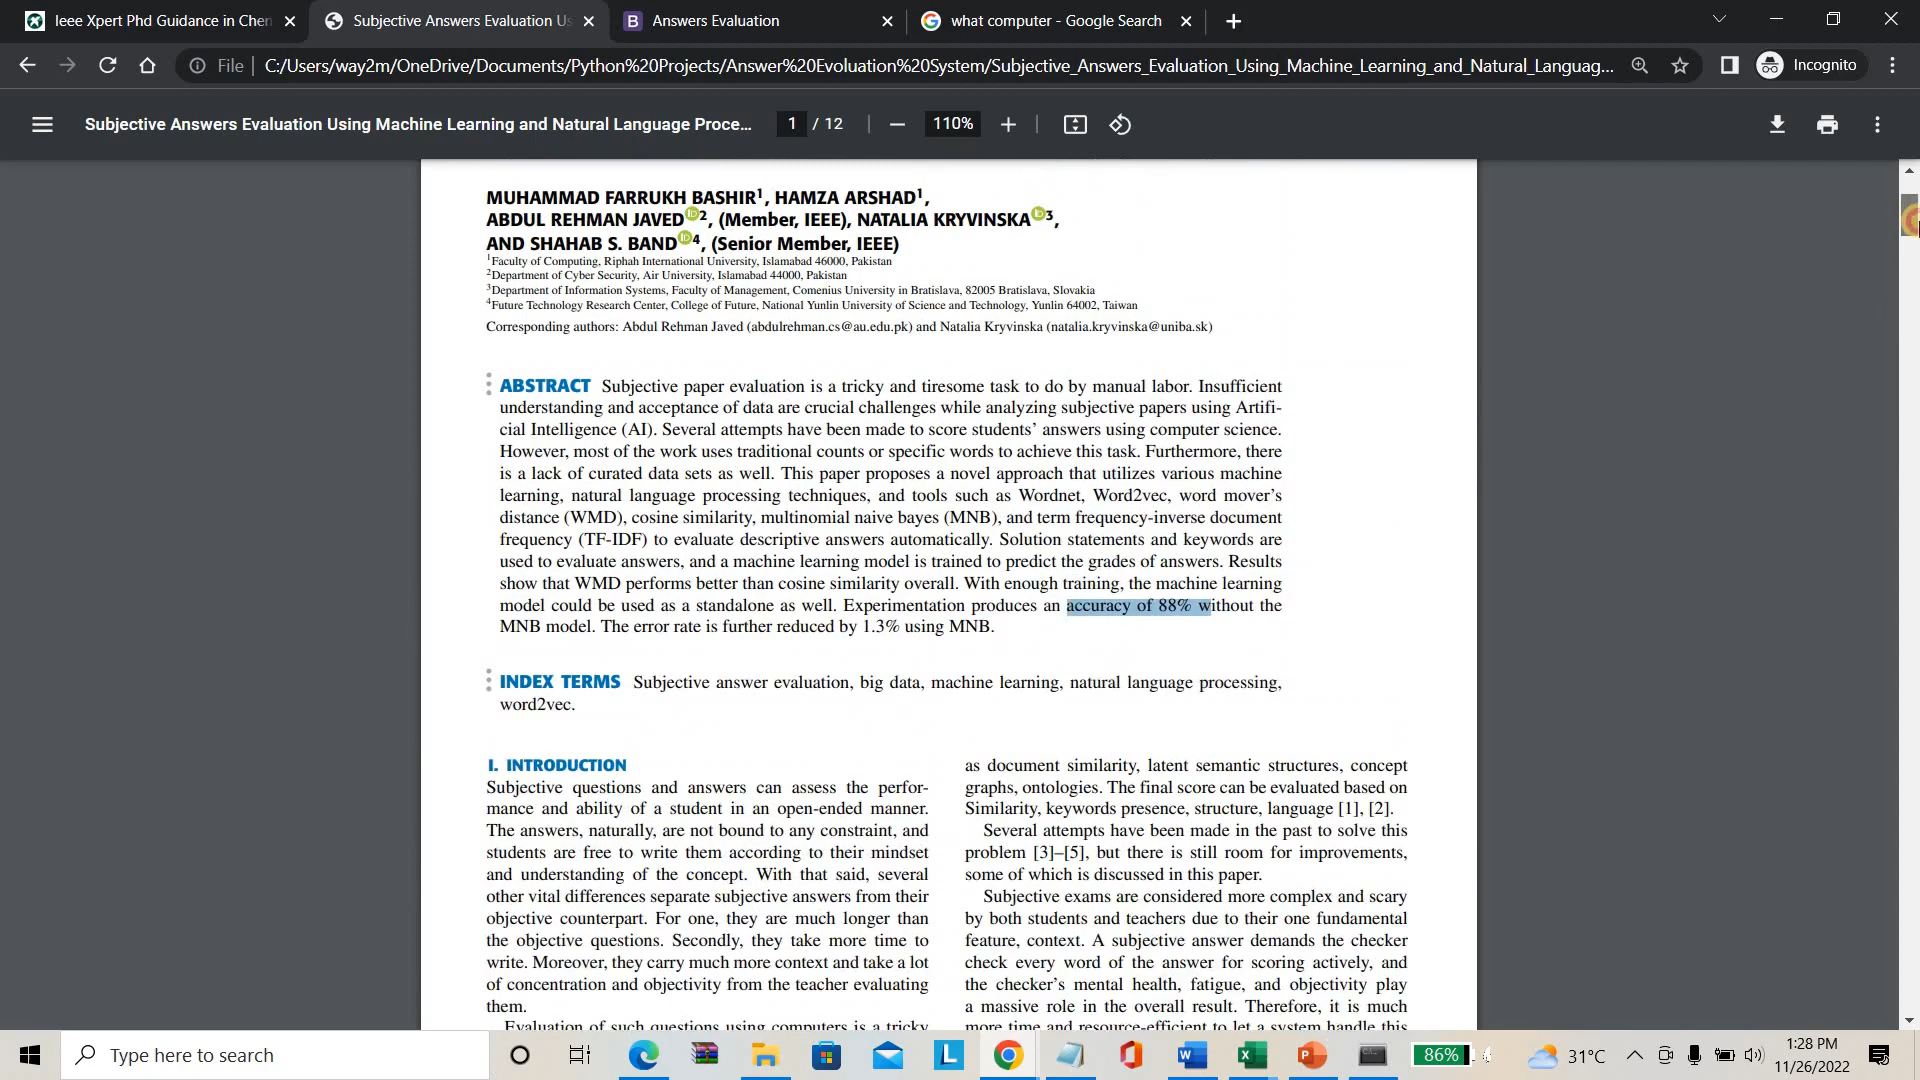 Ieee Xpert Phd Guidance in Chen
Subjective Answers Evaluation Us
B Answers Evaluation
what computer - Google Search
File C:/Users/way2m/OneDrive/Documents/Python%20Projects/Answer%20Evoluation%20System/Subjective_Answers_Evaluation_Using_Machine_Learning_and_Natural_Languag...
Incognito
Subjective Answers Evaluation Using Machine Learning and Natural Language Proce...
1 / 12
110%
MUHAMMAD FARRUKH BASHIR1, HAMZA ARSHAD1,
ABDUL REHMAN JAVED iD 2, (Member, IEEE), NATALIA KRYVINSKA iD 3,
AND SHAHAB S. BAND iD 4, (Senior Member, IEEE)
1Faculty of Computing, Riphah International University, Islamabad 46000, Pakistan
2Department of Cyber Security, Air University, Islamabad 44000, Pakistan
3Department of Information Systems, Faculty of Management, Comenius University in Bratislava, 82005 Bratislava, Slovakia
4Future Technology Research Center, College of Future, National Yunlin University of Science and Technology, Yunlin 64002, Taiwan
Corresponding authors: Abdul Rehman Javed (abdulrehman.cs@au.edu.pk) and Natalia Kryvinska (natalia.kryvinska@uniba.sk)
ABSTRACT Subjective paper evaluation is a tricky and tiresome task to do by manual labor. Insufficient
understanding and acceptance of data are crucial challenges while analyzing subjective papers using Artifi-
cial Intelligence (AI). Several attempts have been made to score students' answers using computer science.
However, most of the work uses traditional counts or specific words to achieve this task. Furthermore, there
is a lack of curated data sets as well. This paper proposes a novel approach that utilizes various machine
learning, natural language processing techniques, and tools such as Wordnet, Word2vec, word mover's
distance (WMD), cosine similarity, multinomial naive bayes (MNB), and term frequency-inverse document
frequency (TF-IDF) to evaluate descriptive answers automatically. Solution statements and keywords are
used to evaluate answers, and a machine learning model is trained to predict the grades of answers. Results
show that WMD performs better than cosine similarity overall. With enough training, the machine learning
model could be used as a standalone as well. Experimentation produces an accuracy of 88% without the
MNB model. The error rate is further reduced by 1.3% using MNB.
INDEX TERMS Subjective answer evaluation, big data, machine learning, natural language processing,
word2vec.
I. INTRODUCTION
Subjective questions and answers can assess the perfor-
mance and ability of a student in an open-ended manner.
The answers, naturally, are not bound to any constraint, and
students are free to write them according to their mindset
and understanding of the concept. With that said, several
other vital differences separate subjective answers from their
objective counterpart. For one, they are much longer than
the objective questions. Secondly, they take more time to
write. Moreover, they carry much more context and take a lot
of concentration and objectivity from the teacher evaluating
them.
Evaluation of such questions using computers is a tricky
as document similarity, latent semantic structures, concept
graphs, ontologies. The final score can be evaluated based on
Similarity, keywords presence, structure, language [1], [2].
Several attempts have been made in the past to solve this
problem [3]–[5], but there is still room for improvements,
some of which is discussed in this paper.
Subjective exams are considered more complex and scary
by both students and teachers due to their one fundamental
feature, context. A subjective answer demands the checker
check every word of the answer for scoring actively, and
the checker's mental health, fatigue, and objectivity play
a massive role in the overall result. Therefore, it is much
more time and resource-efficient to let a system handle this
Type here to search
86%
31°C
1:28 PM
11/26/2022